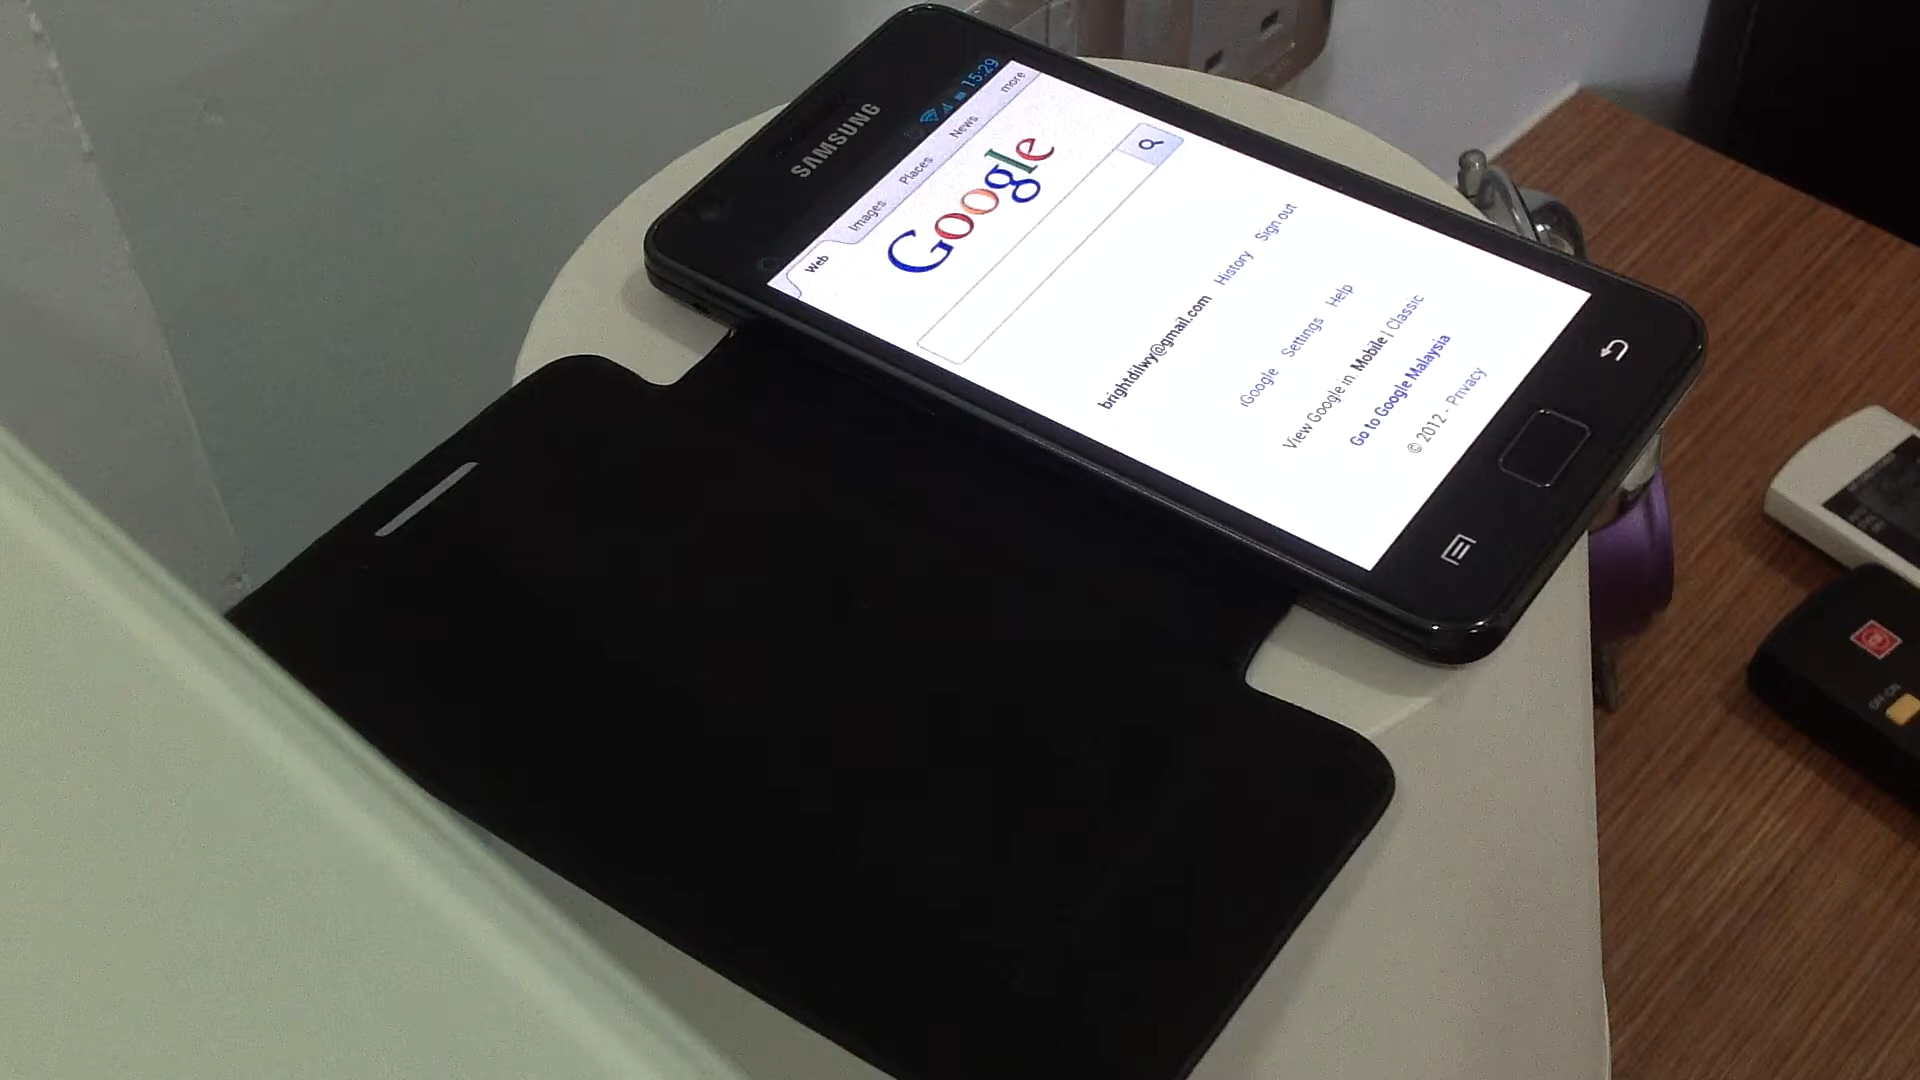 SAMSUNG
15:29
Web Images Places News more
Google
brightdilwy@gmail.com History Sign out
iGoogle Settings Help
View Google in Mobile | Classic
Go to Google Malaysia
© 2012 - Privacy